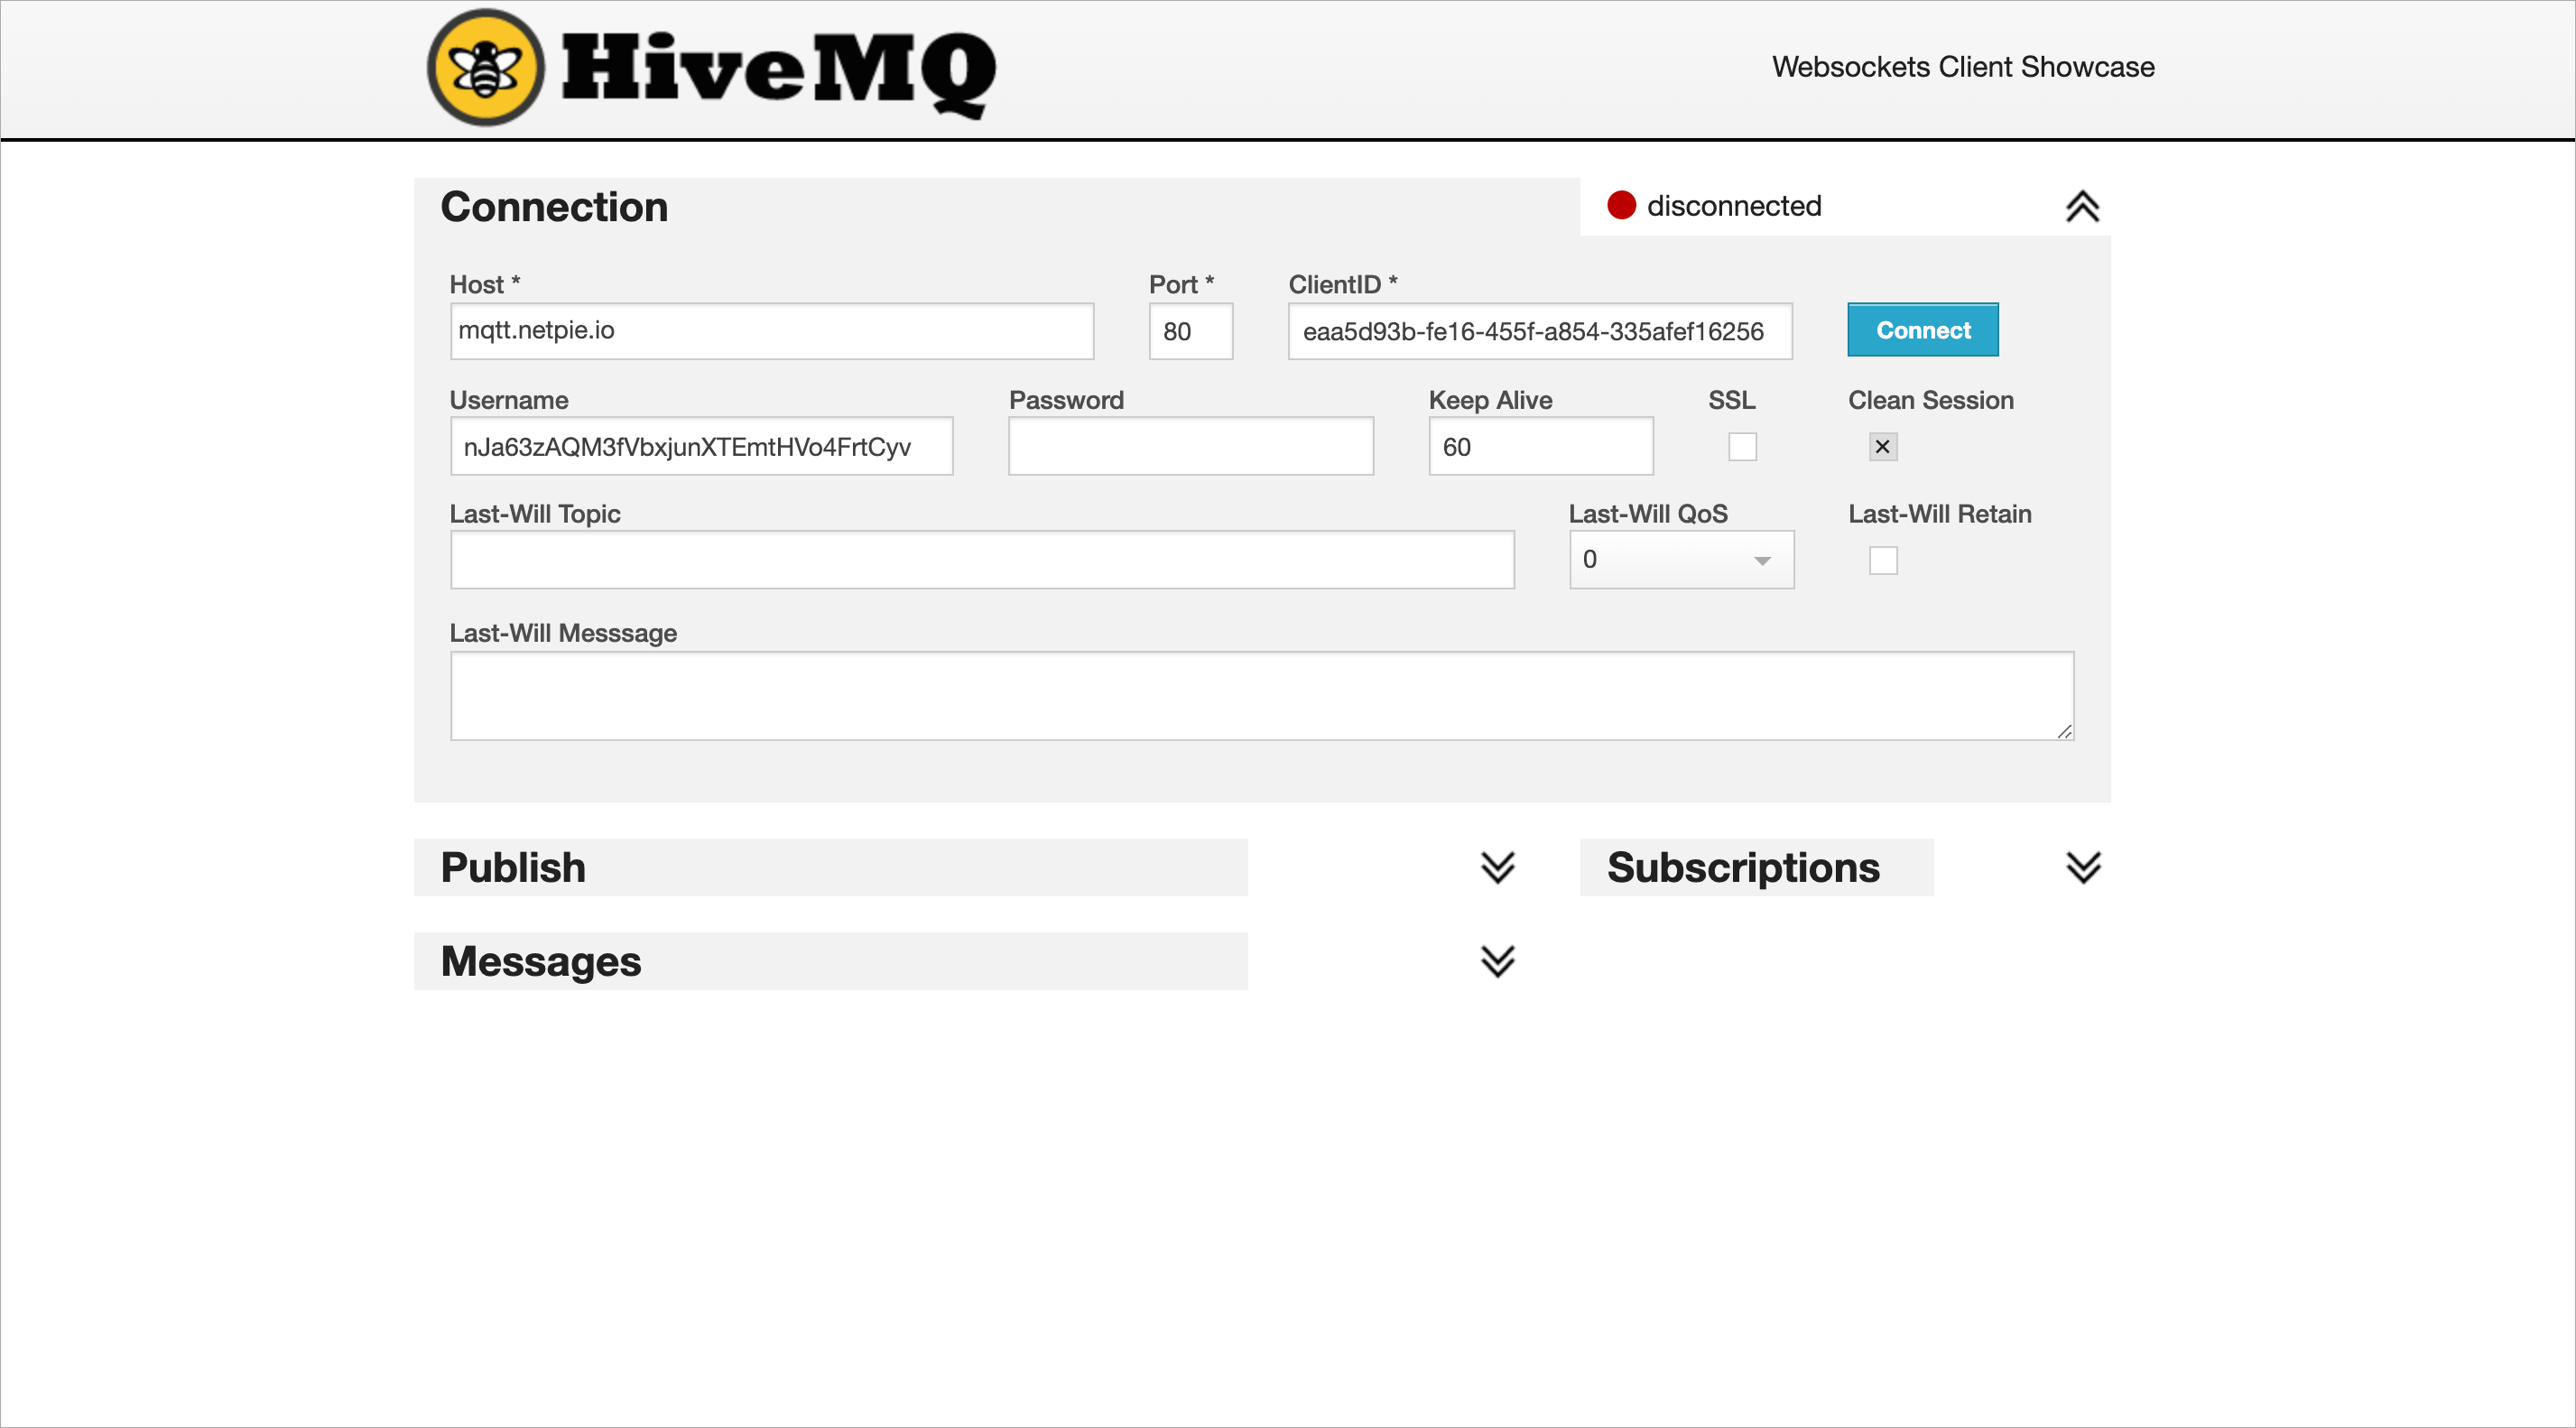 HiveMQ
Websockets Client Showcase
Connection
disconnected
Host *
Port *
ClientID *
mqtt.netpie.io
80
eaa5d93b-fe16-455f-a854-335afef16256
Connect
Username
Password
Keep Alive
SSL
Clean Session
nJa63zAQM3fVbxjunXTEmtHVo4FrtCyv
60
Last-Will Topic
Last-Will QoS
Last-Will Retain
0
Last-Will Messsage
Publish
Subscriptions
Messages